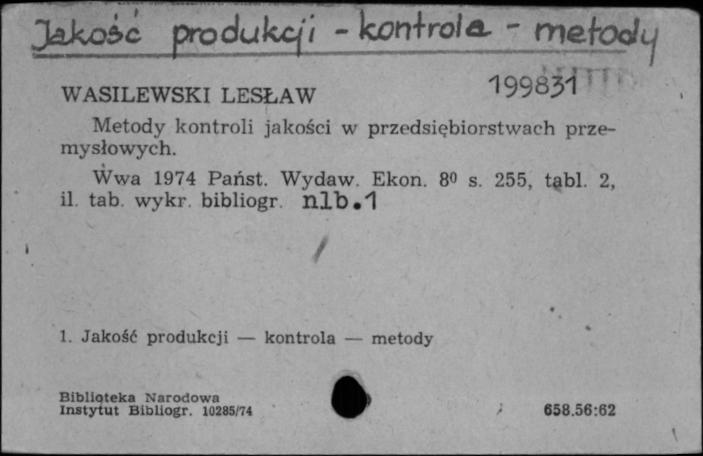 Jakość produkcji - kontrola - metody
199831
WASILEWSKI LESŁAW
Metody kontroli jakości w przedsiębiorstwach prze-
mysłowych.
Wwa 1974 Państ. Wydaw. Ekon. 8⁰ s. 255, tabl. 2,
il. tab. wykr. bibliogr. nlb.1
1. Jakość produkcji — kontrola — metody
Biblioteka Narodowa
Instytut Bibliogr. 10285/74
658.56:62